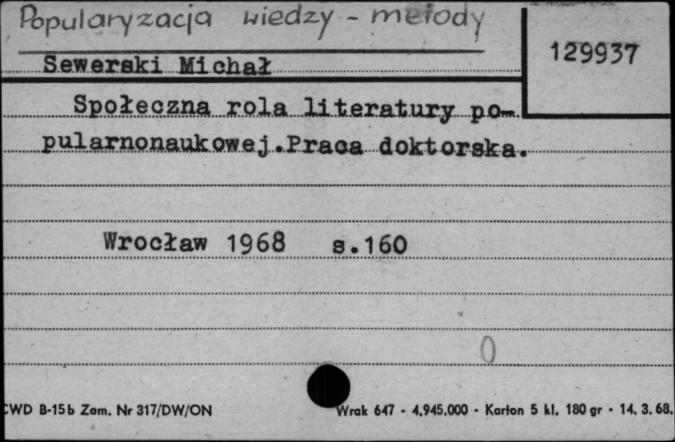 Popularyzacja wiedzy - metody
129937
Sewerski Michał
Społeczna rola literatury po-
pularnonaukowej.Praca doktorska.
Wrocław 1968 s.160
0
CWD B-15b Zam. Nr 317/DW/ON Wrak 647 - 4.945.000 - Karton 5 kl. 180 gr - 14. 3. 68.